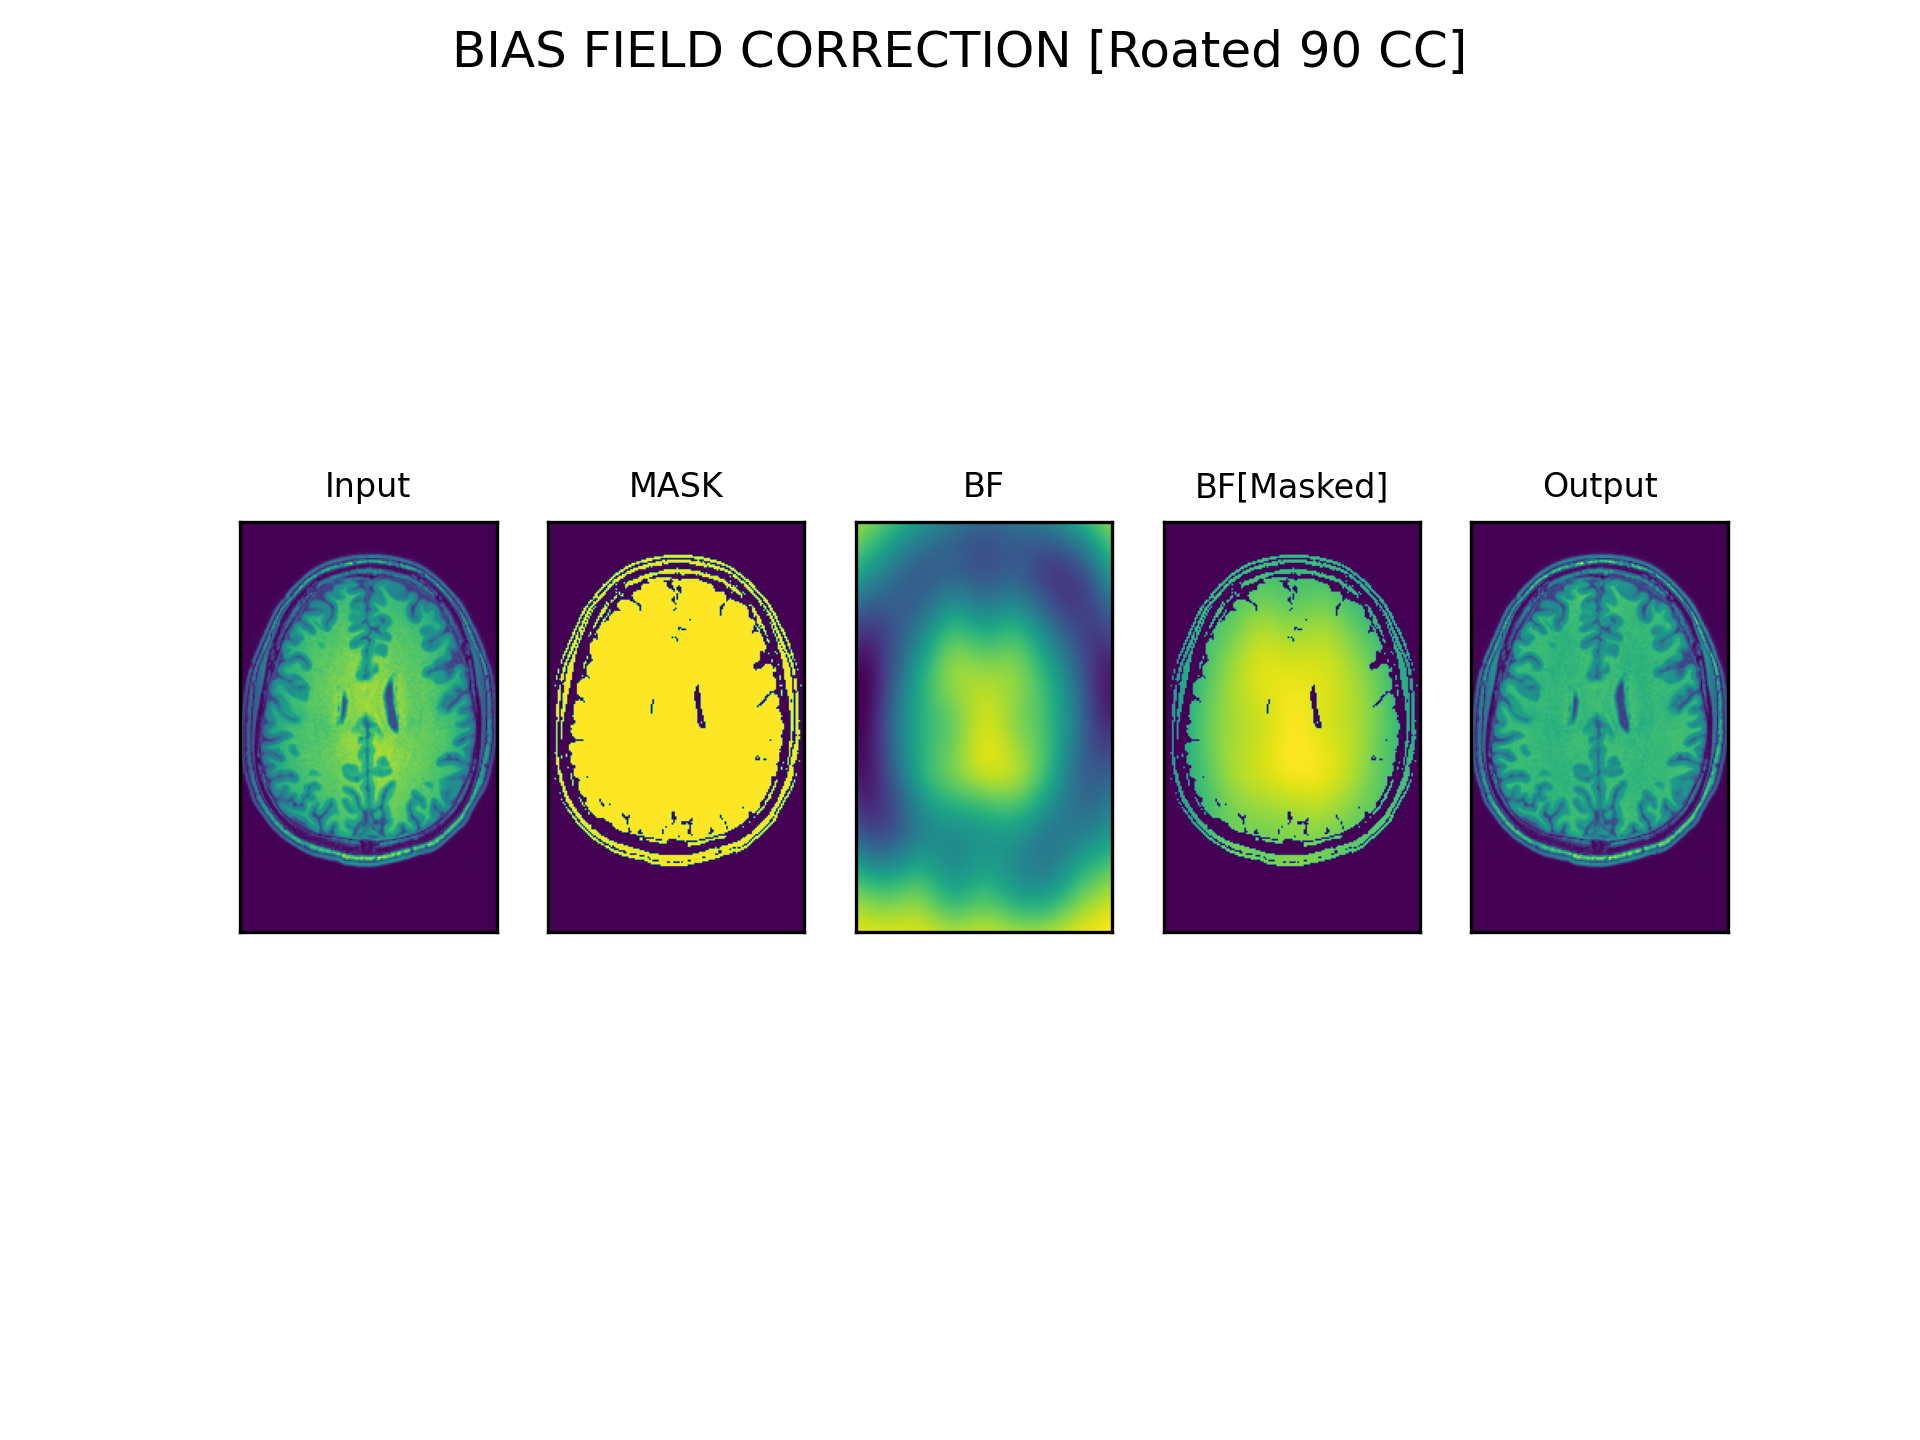 BIAS FIELD CORRECTION [Roated 90 CC]
Input
MASK
BF
BF[Masked]
Output